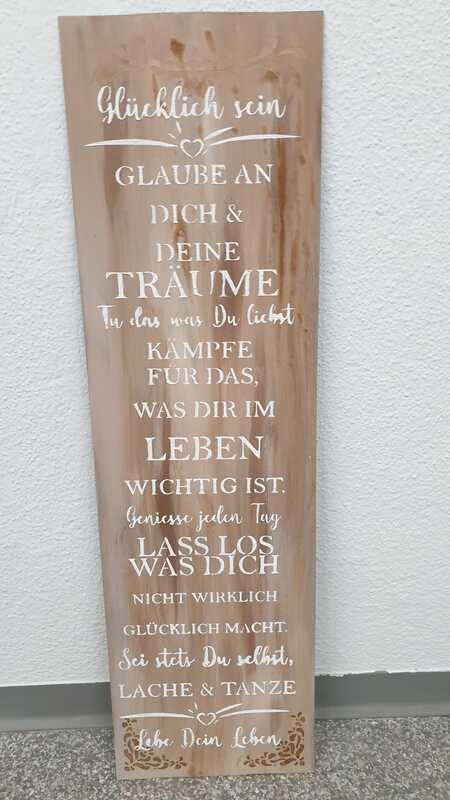 Glücklich sein
GLAUBE AN
DICH &
DEINE
TRÄUME
Tu das was Du liebst
KÄMPFE
FÜR DAS,
WAS DIR IM
LEBEN
WICHTIG IST.
Geniesse jeden Tag
LASS LOS
WAS DICH
NICHT WIRKLICH
GLÜCKLICH MACHT.
Sei stets Du selbst,
LACHE & TANZE
Lebe Dein Leben